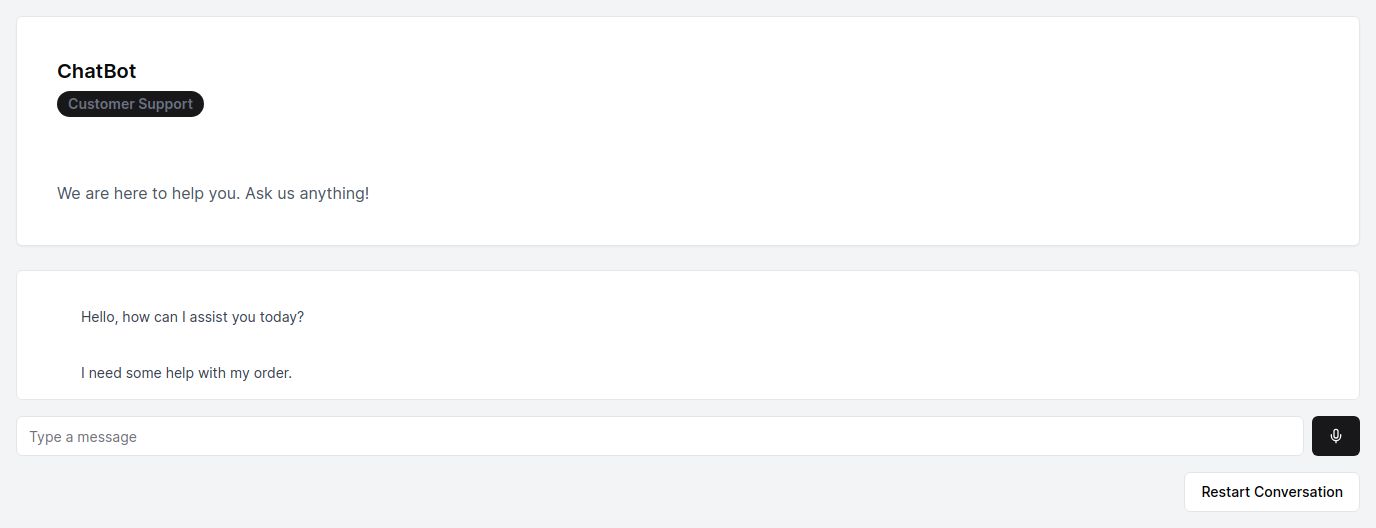 ChatBot
Customer Support
We are here to help you. Ask us anything!
Hello, how can I assist you today?
I need some help with my order.
Type a message
Restart Conversation